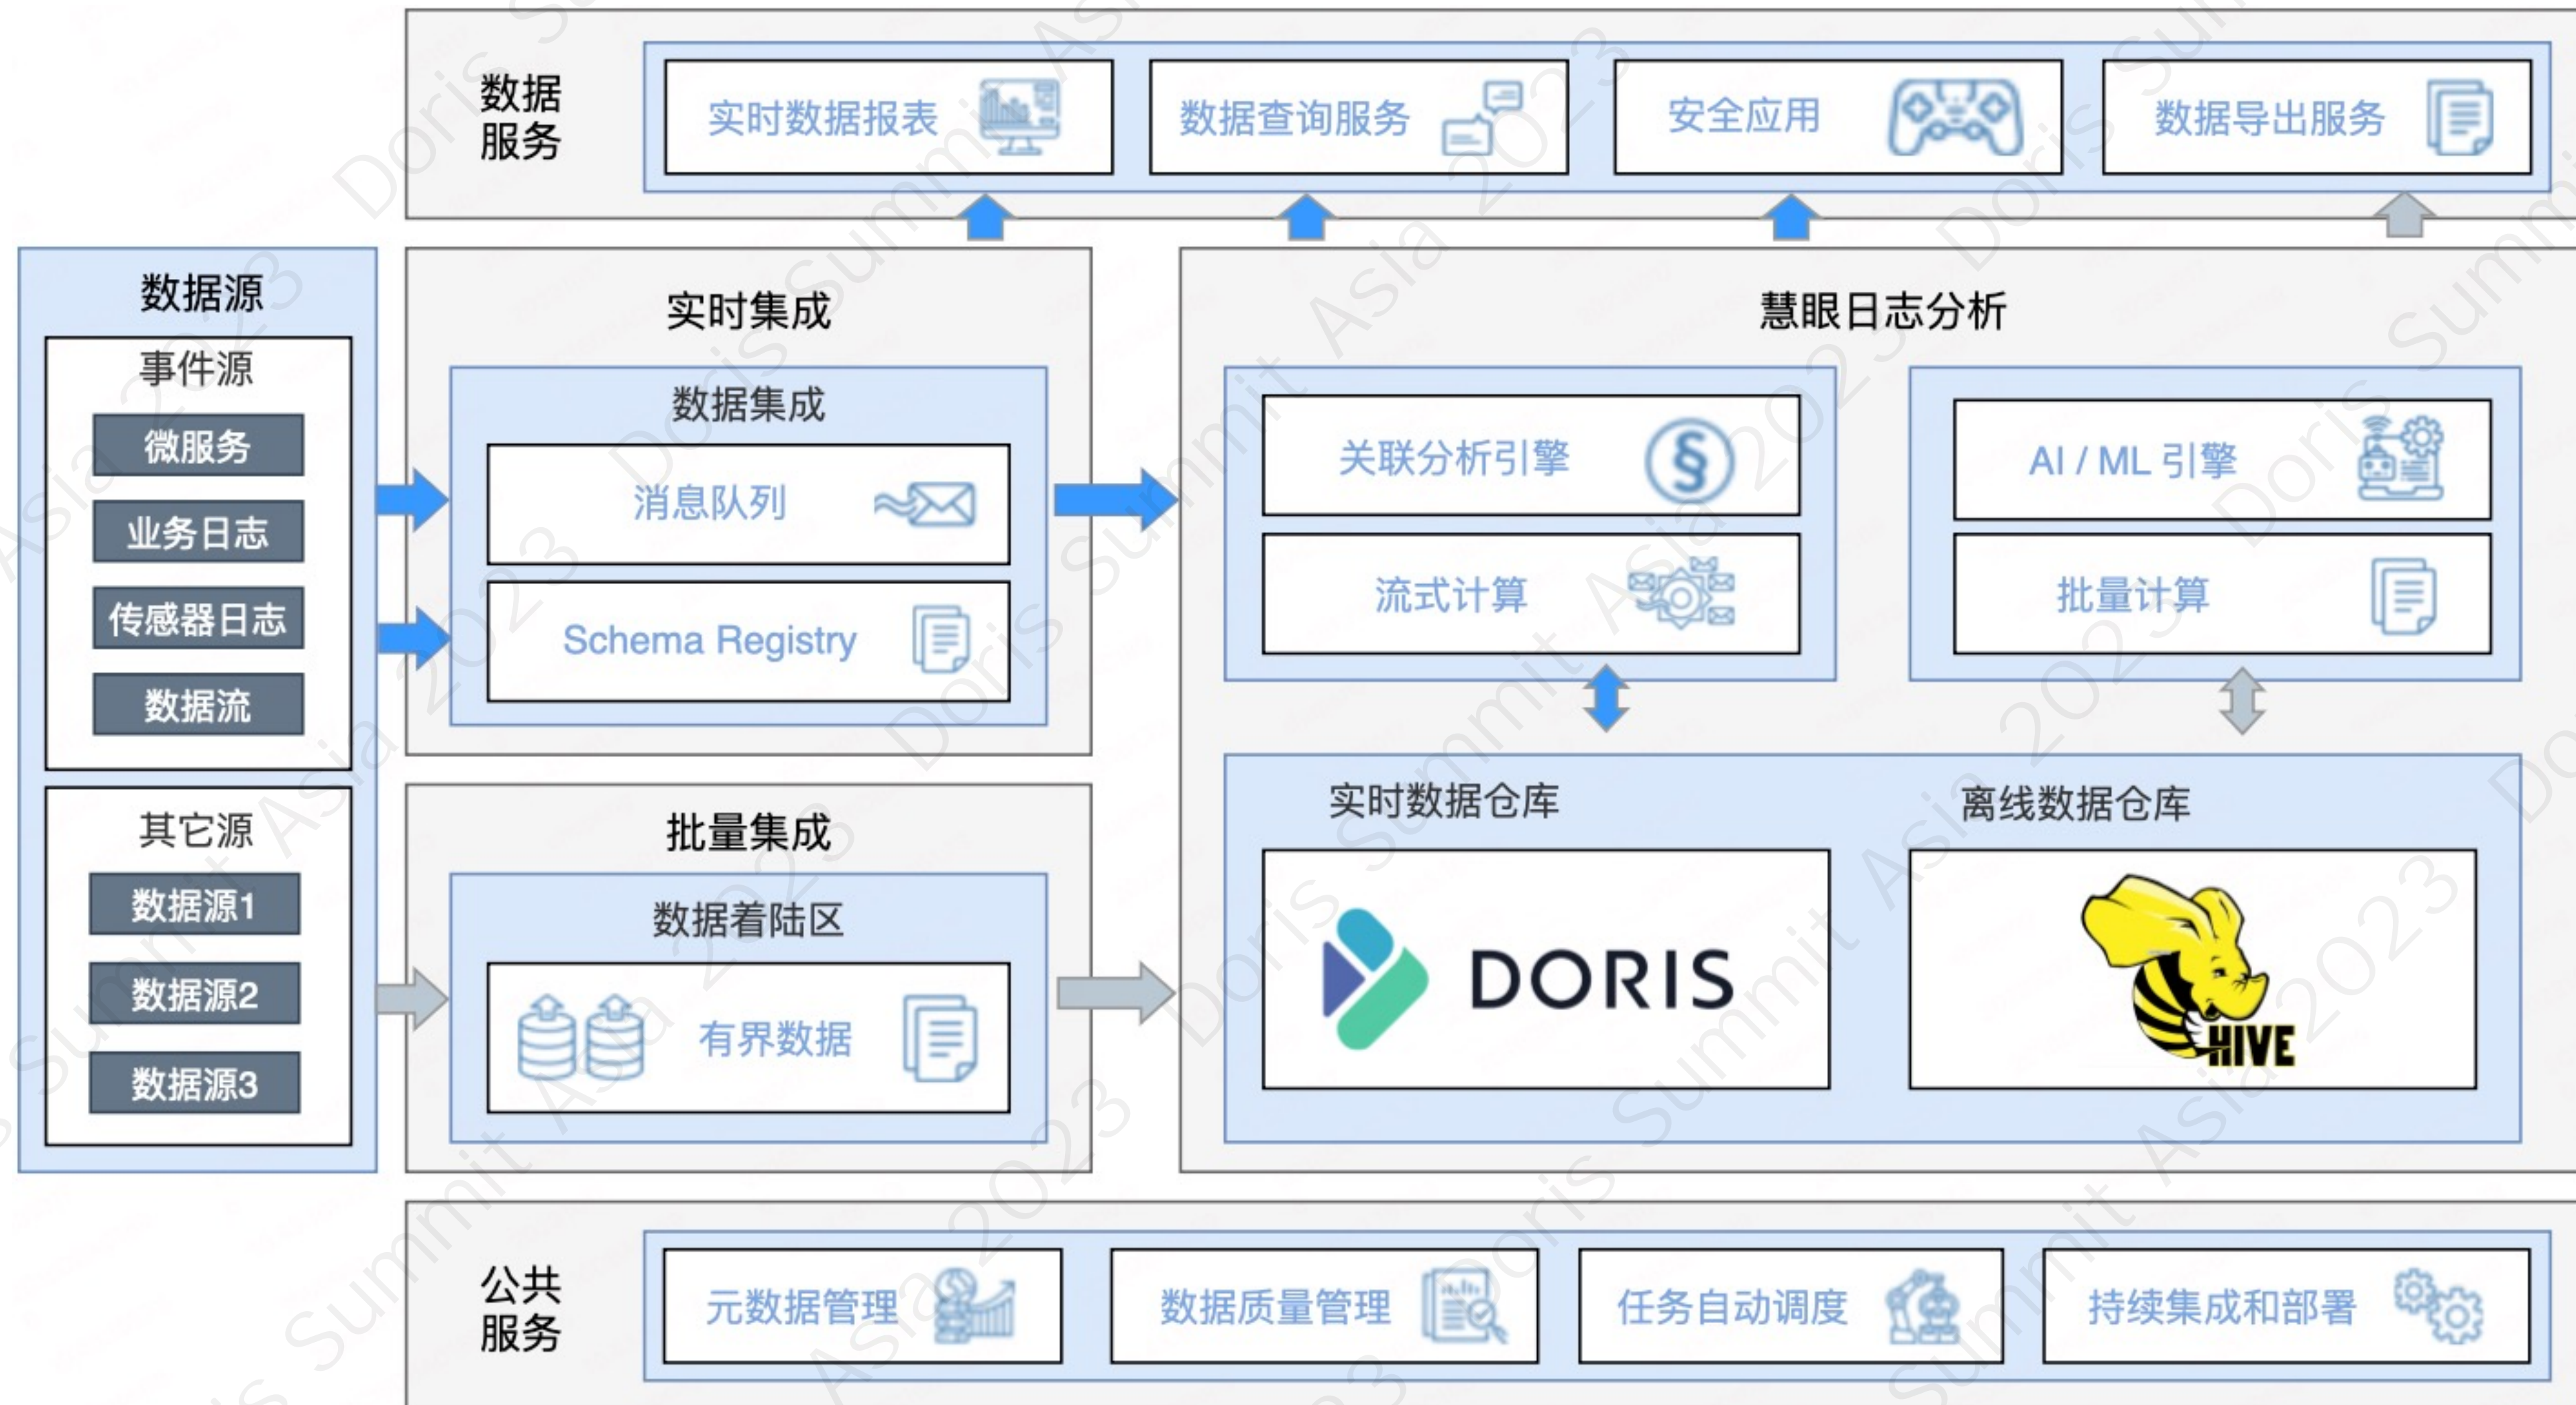 数据
服务
实时数据报表
数据查询服务
安全应用
数据导出服务
数据源
事件源
微服务
业务日志
传感器日志
数据流
其它源
数据源1
数据源2
数据源3
实时集成
数据集成
消息队列
Schema Registry
批量集成
数据着陆区
有界数据
慧眼日志分析
关联分析引擎
流式计算
AI / ML 引擎
批量计算
实时数据仓库
DORIS
离线数据仓库
HIVE
公共
服务
元数据管理
数据质量管理
任务自动调度
持续集成和部署
Doris Summit Asia 2023